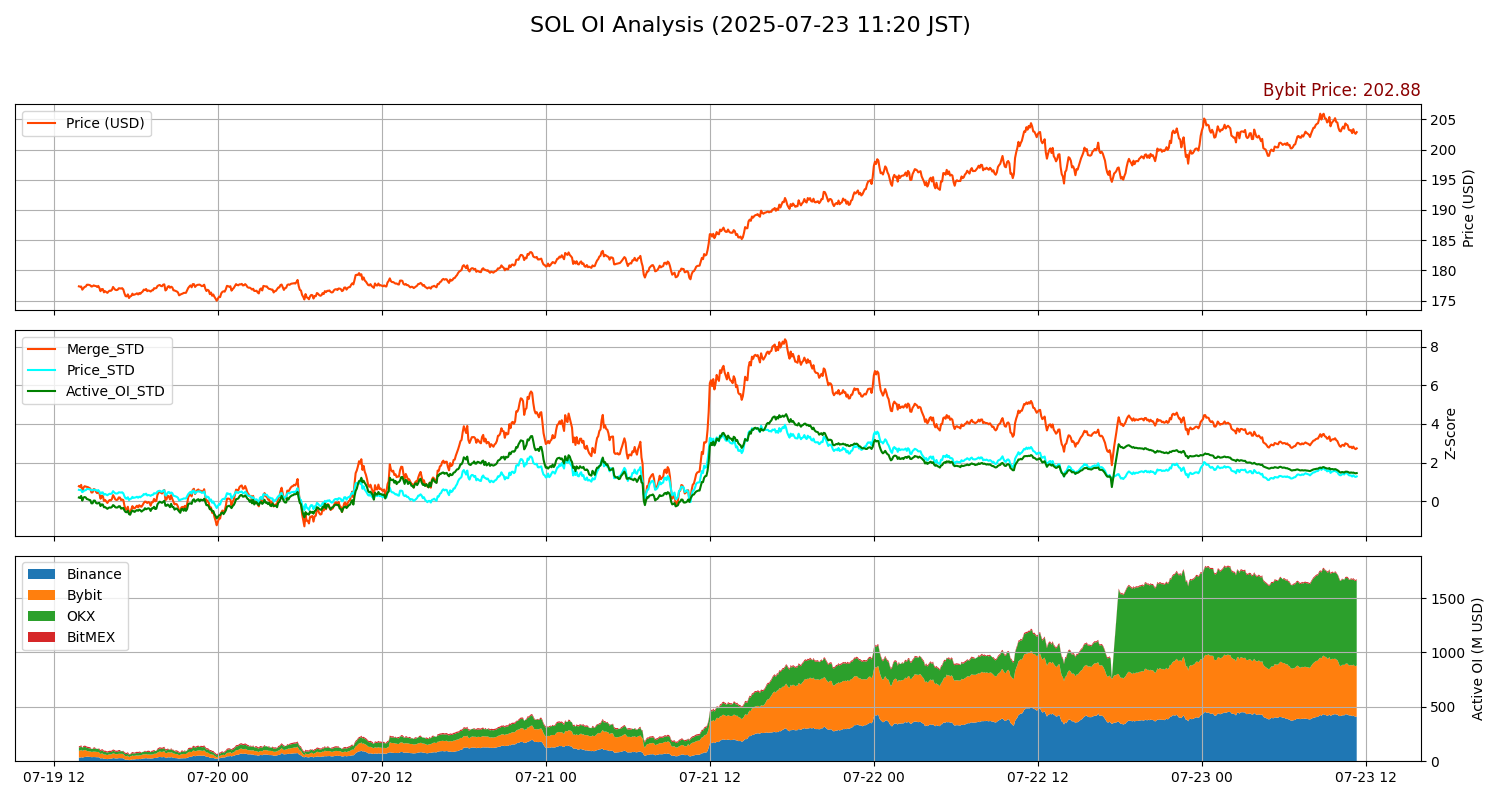 SOL OI Analysis (2025-07-23 11:20 JST)
Bybit Price: 202.88
Price (USD)
205
200
195
190
185
180
175
Price (USD)
Merge_STD
Price_STD
Active_OI_STD
8
6
4
2
0
Z-Score
Binance
Bybit
OKX
BitMEX
1500
1000
500
0
Active OI (M USD)
07-19 12
07-20 00
07-20 12
07-21 00
07-21 12
07-22 00
07-22 12
07-23 00
07-23 12